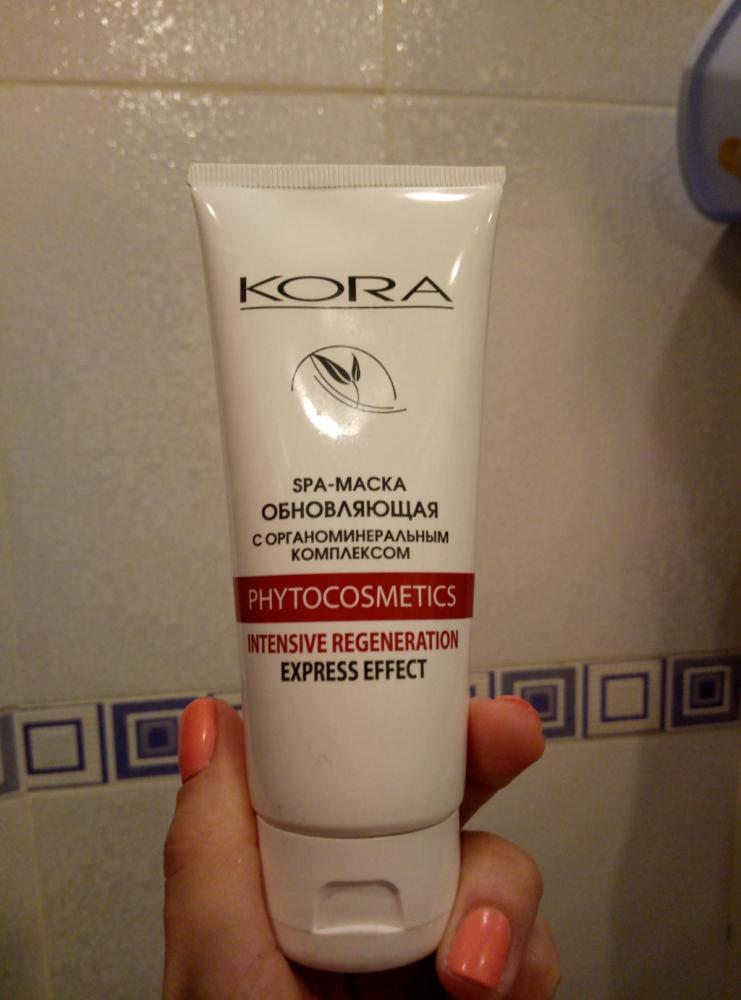 KORA
SPA-МАСКА
ОБНОВЛЯЮЩАЯ
С ОРГАНОМИНЕРАЛЬНЫМ
КОМПЛЕКСОМ
PHYTOCOSMETICS
INTENSIVE REGENERATION
EXPRESS EFFECT